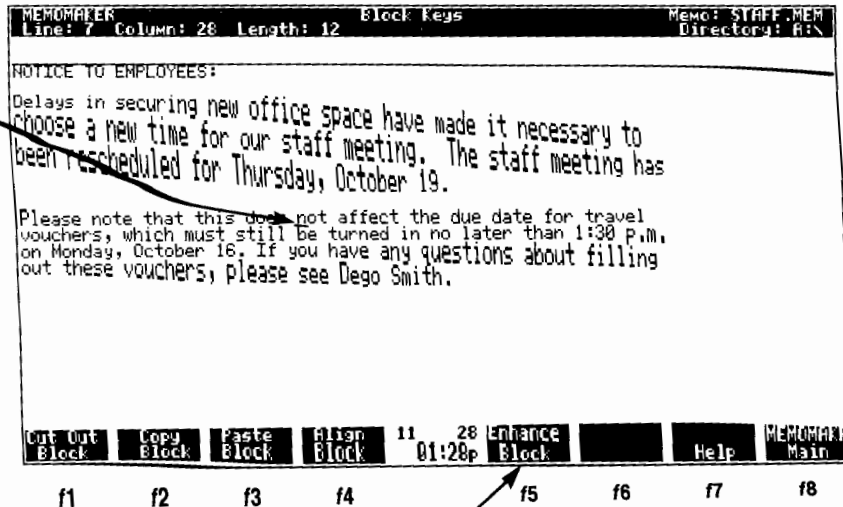 MEMOMAKER Block Keys Memo: STAFF.MEM
Line: 7 Column: 28 Length: 12 Directory: A:\
NOTICE TO EMPLOYEES:
Delays in securing new office space have made it necessary to
choose a new time for our staff meeting. The staff meeting has
been rescheduled for Thursday, October 19.
Please note that this does not affect the due date for travel
vouchers, which must still be turned in no later than 1:30 p.m.
on Monday, October 16. If you have any questions about filling
out these vouchers, please see Dego Smith.
Cut Out Copy Paste Align 11 28 Enhance MEMOMAKER
Block Block Block Block 01:28p Block Help Main
f1 f2 f3 f4 f5 f6 f7 f8